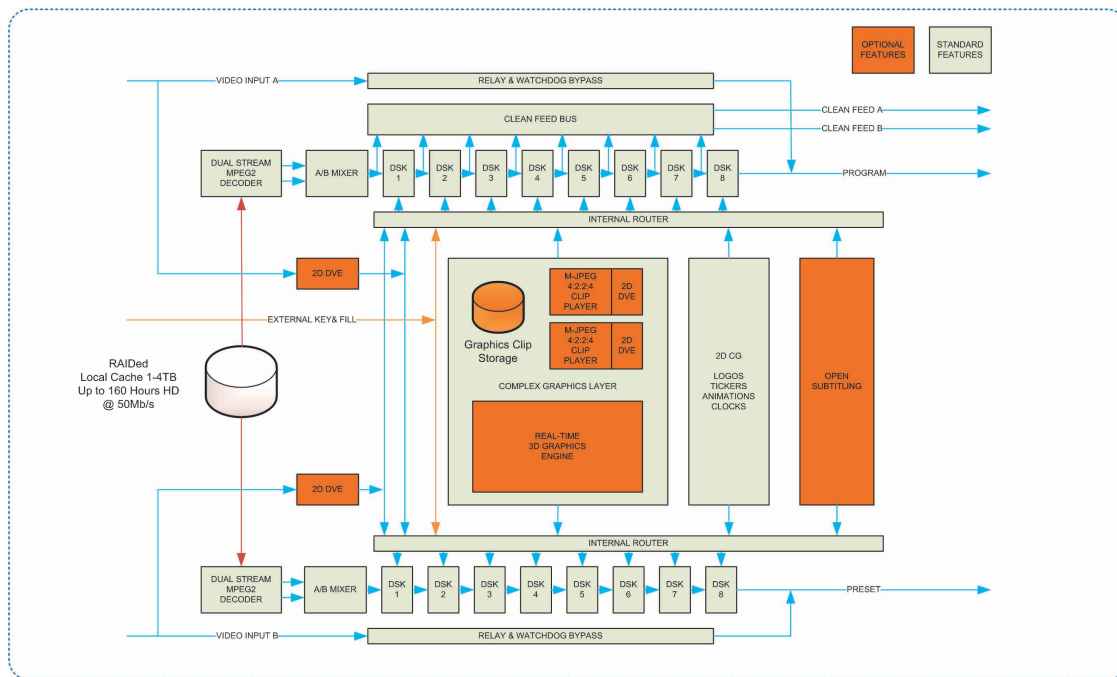 OPTIONAL
FEATURES
STANDARD
FEATURES
VIDEO INPUT A
RELAY & WATCHDOG BYPASS
CLEAN FEED BUS
CLEAN FEED A
CLEAN FEED B
DUAL STREAM
MPEG2
DECODER
A/B MIXER
DSK
1
DSK
2
DSK
3
DSK
4
DSK
5
DSK
6
DSK
7
DSK
8
PROGRAM
INTERNAL ROUTER
2D DVE
EXTERNAL KEY& FILL
M-JPEG
4:2:2:4
CLIP
PLAYER
2D
DVE
M-JPEG
4:2:2:4
CLIP
PLAYER
2D
DVE
Graphics Clip
Storage
COMPLEX GRAPHICS LAYER
REAL-TIME
3D GRAPHICS
ENGINE
2D CG
LOGOS
TICKERS
ANIMATIONS
CLOCKS
OPEN
SUBTITLING
RAIDed
Local Cache 1-4TB
Up to 160 Hours HD
@ 50Mb/s
2D DVE
INTERNAL ROUTER
DUAL STREAM
MPEG2
DECODER
A/B MIXER
DSK
1
DSK
2
DSK
3
DSK
4
DSK
5
DSK
6
DSK
7
DSK
8
PRESET
VIDEO INPUT B
RELAY & WATCHDOG BYPASS